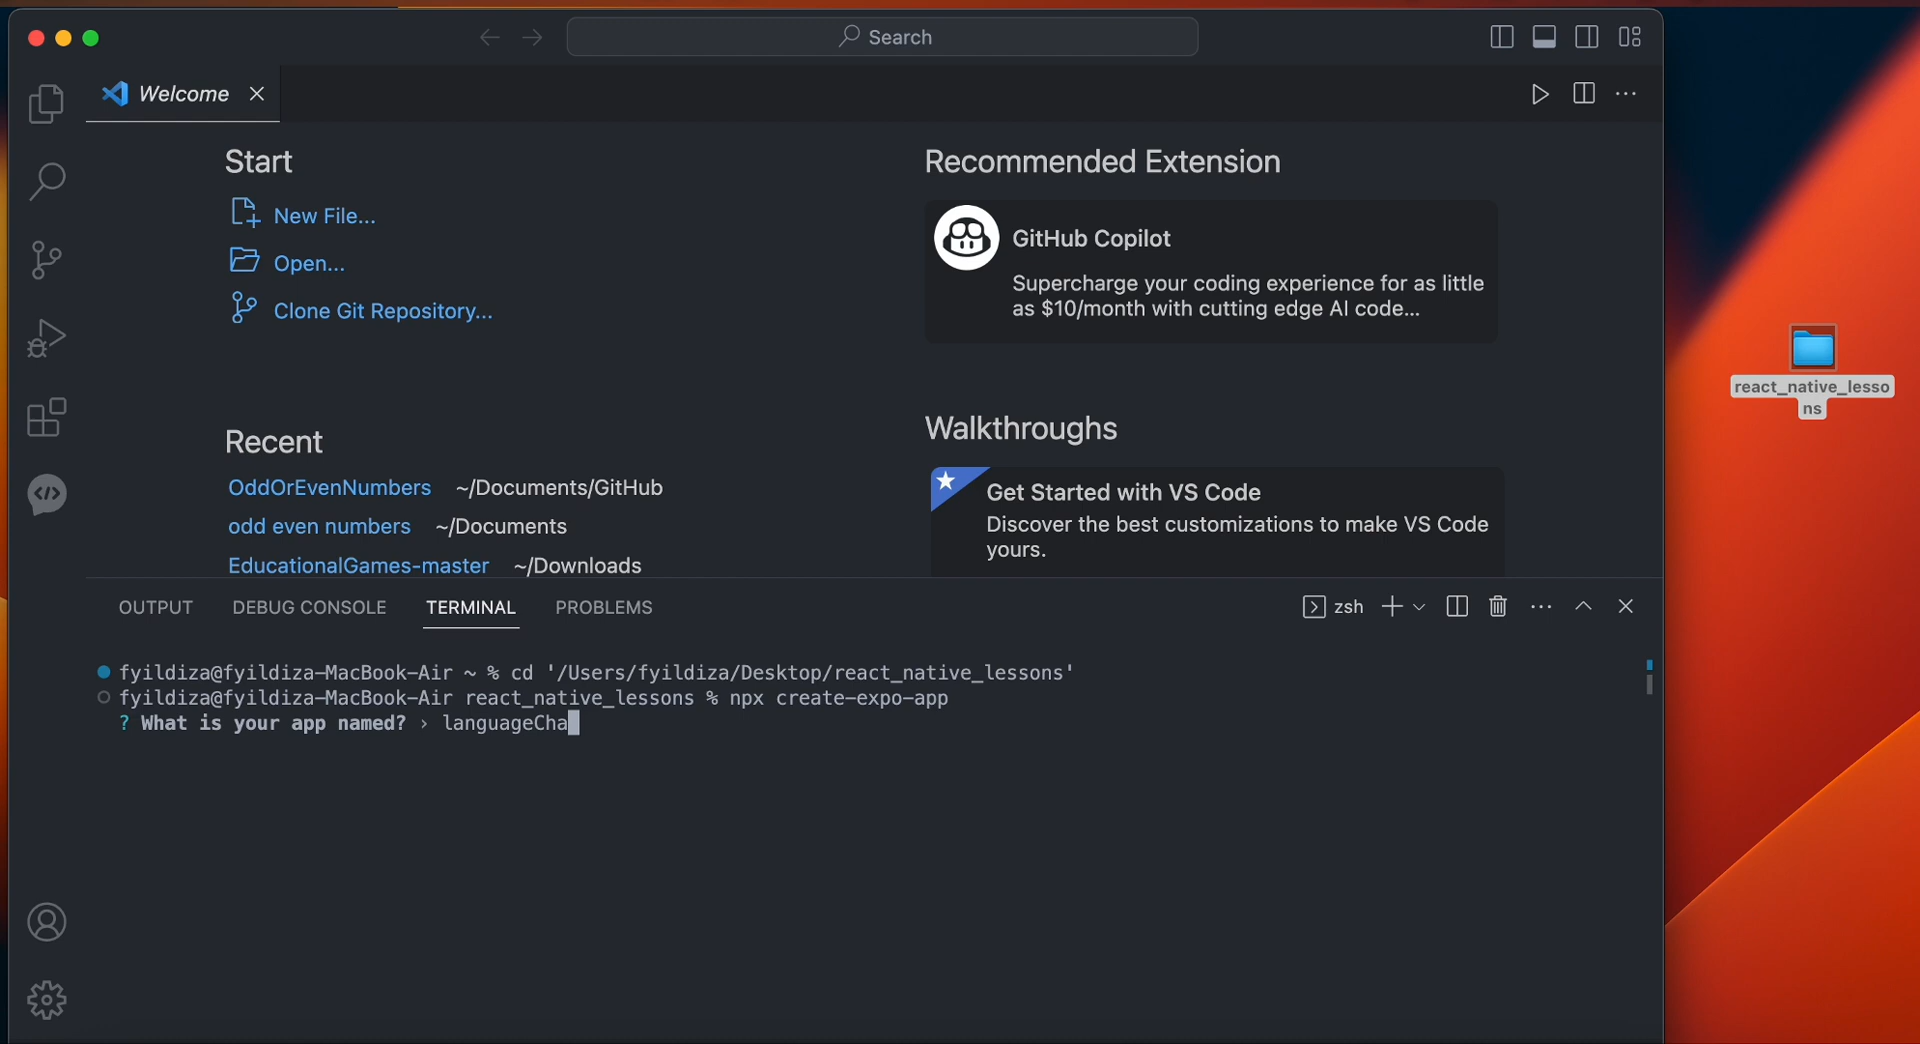 Search
Welcome
Start
New File...
Open...
Clone Git Repository...
Recent
OddOrEvenNumbers ~/Documents/GitHub
odd even numbers ~/Documents
EducationalGames-master ~/Downloads
Recommended Extension
GitHub Copilot
Supercharge your coding experience for as little
as $10/month with cutting edge AI code...
Walkthroughs
Get Started with VS Code
Discover the best customizations to make VS Code
yours.
OUTPUT DEBUG CONSOLE TERMINAL PROBLEMS zsh
fyildiza@fyildiza-MacBook-Air ~ % cd '/Users/fyildiza/Desktop/react_native_lessons'
fyildiza@fyildiza-MacBook-Air react_native_lessons % npx create-expo-app
? What is your app named? › languageCha
react_native_lesso
ns